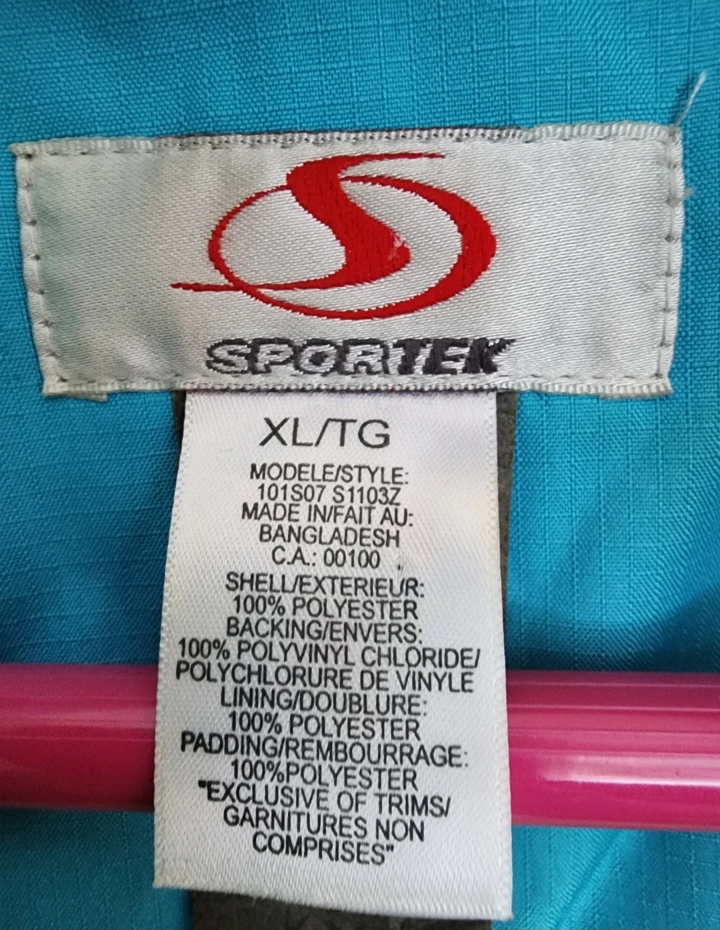 SPORTEK
XL/TG
MODELE/STYLE:
101S07 S1103Z
MADE IN/FAIT AU:
BANGLADESH
C.A.: 00100
SHELL/EXTERIEUR:
100% POLYESTER
BACKING/ENVERS:
100% POLYVINYL CHLORIDE/
POLYCHLORURE DE VINYLE
LINING/DOUBLURE:
100% POLYESTER
PADDING/REMBOURRAGE:
100%POLYESTER
"EXCLUSIVE OF TRIMS/
GARNITURES NON
COMPRISES"